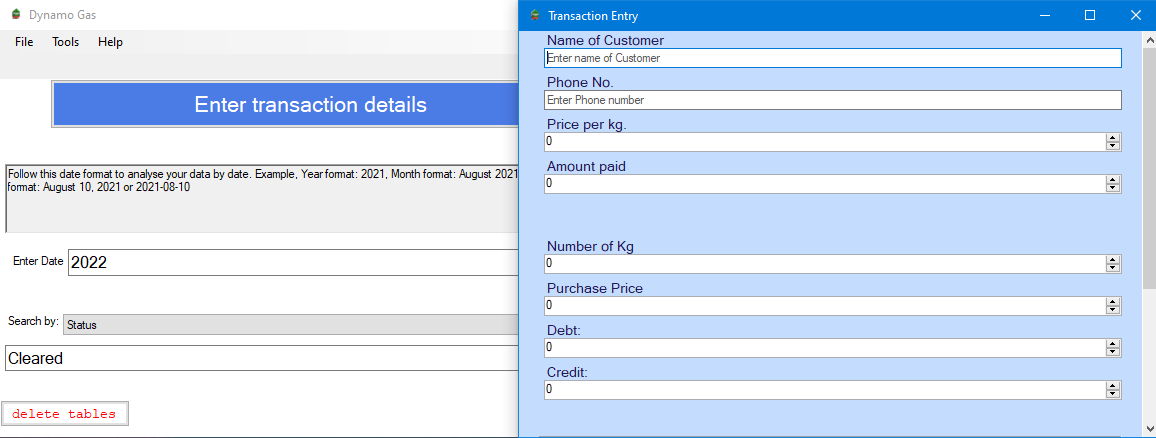 Dynamo Gas
File Tools Help
Enter transaction details
Follow this date format to analyse your data by date. Example, Year format: 2021, Month format: August 2021
format: August 10, 2021 or 2021-08-10
Enter Date 2022
Search by: Status
Cleared
delete tables
Transaction Entry
Name of Customer
Enter name of Customer
Phone No.
Enter Phone number
Price per kg.
0
Amount paid
0
Number of Kg
0
Purchase Price
0
Debt:
0
Credit:
0